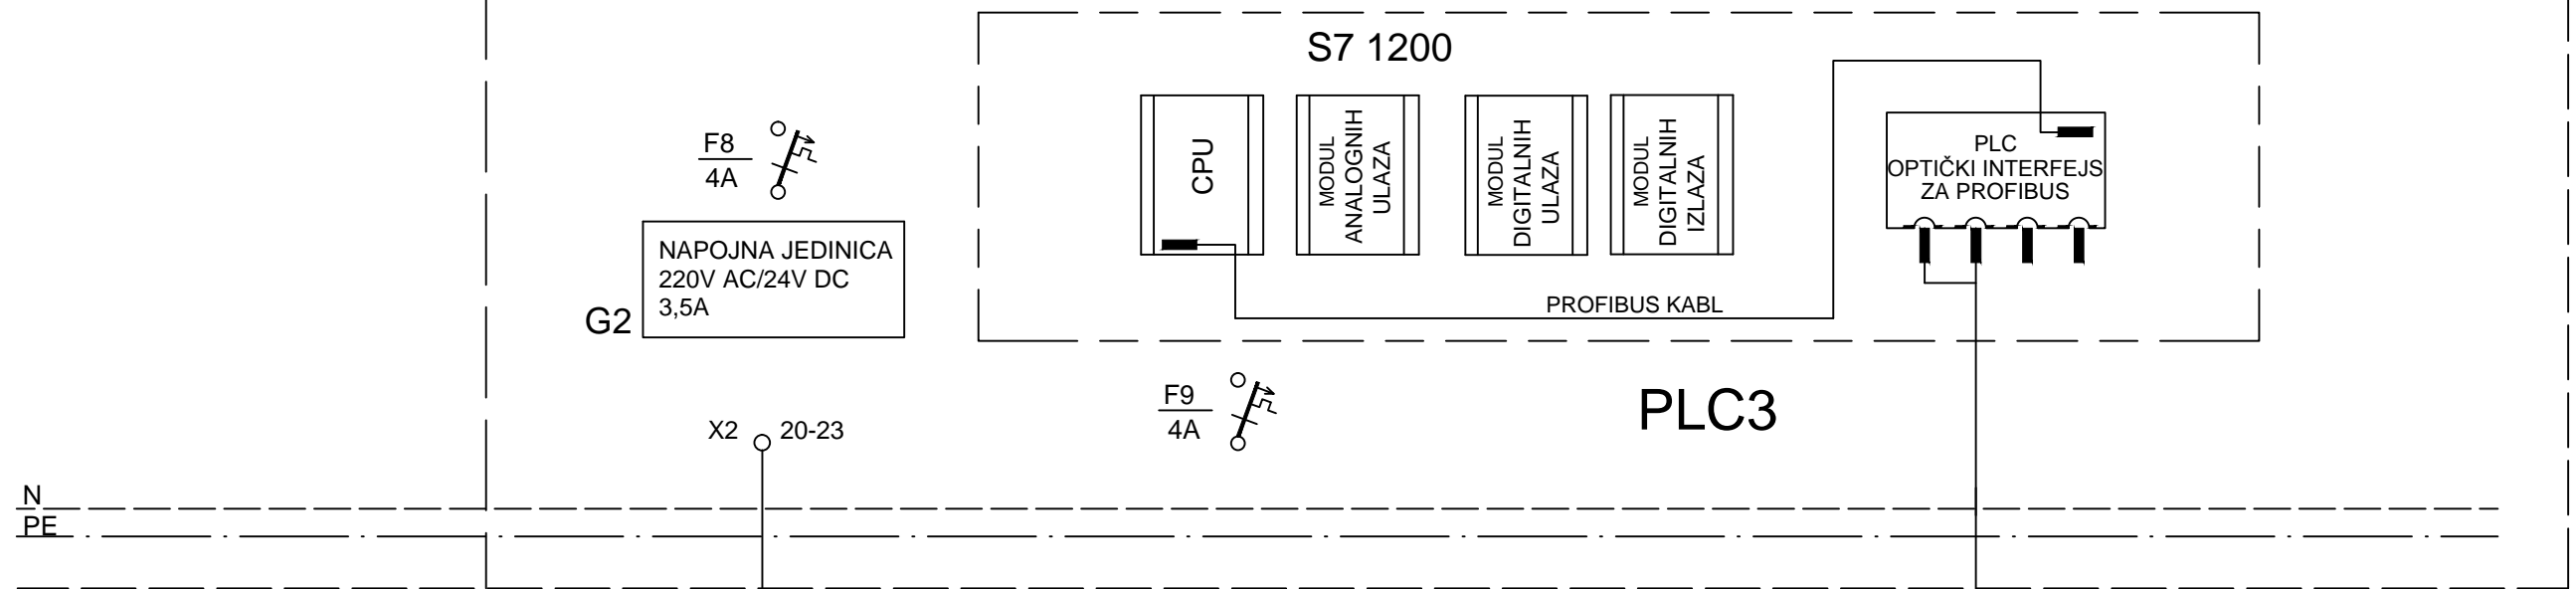 S7 1200
F8
4A
CPU
MODUL
ANALOGNIH
ULAZA
MODUL
DIGITALNIH
ULAZA
MODUL
DIGITALNIH
IZLAZA
PLC
OPTIČKI INTERFEJS
ZA PROFIBUS
NAPOJNA JEDINICA
220V AC/24V DC
3,5A
G2
PROFIBUS KABL
F9
4A
PLC3
X2 20-23
N
PE